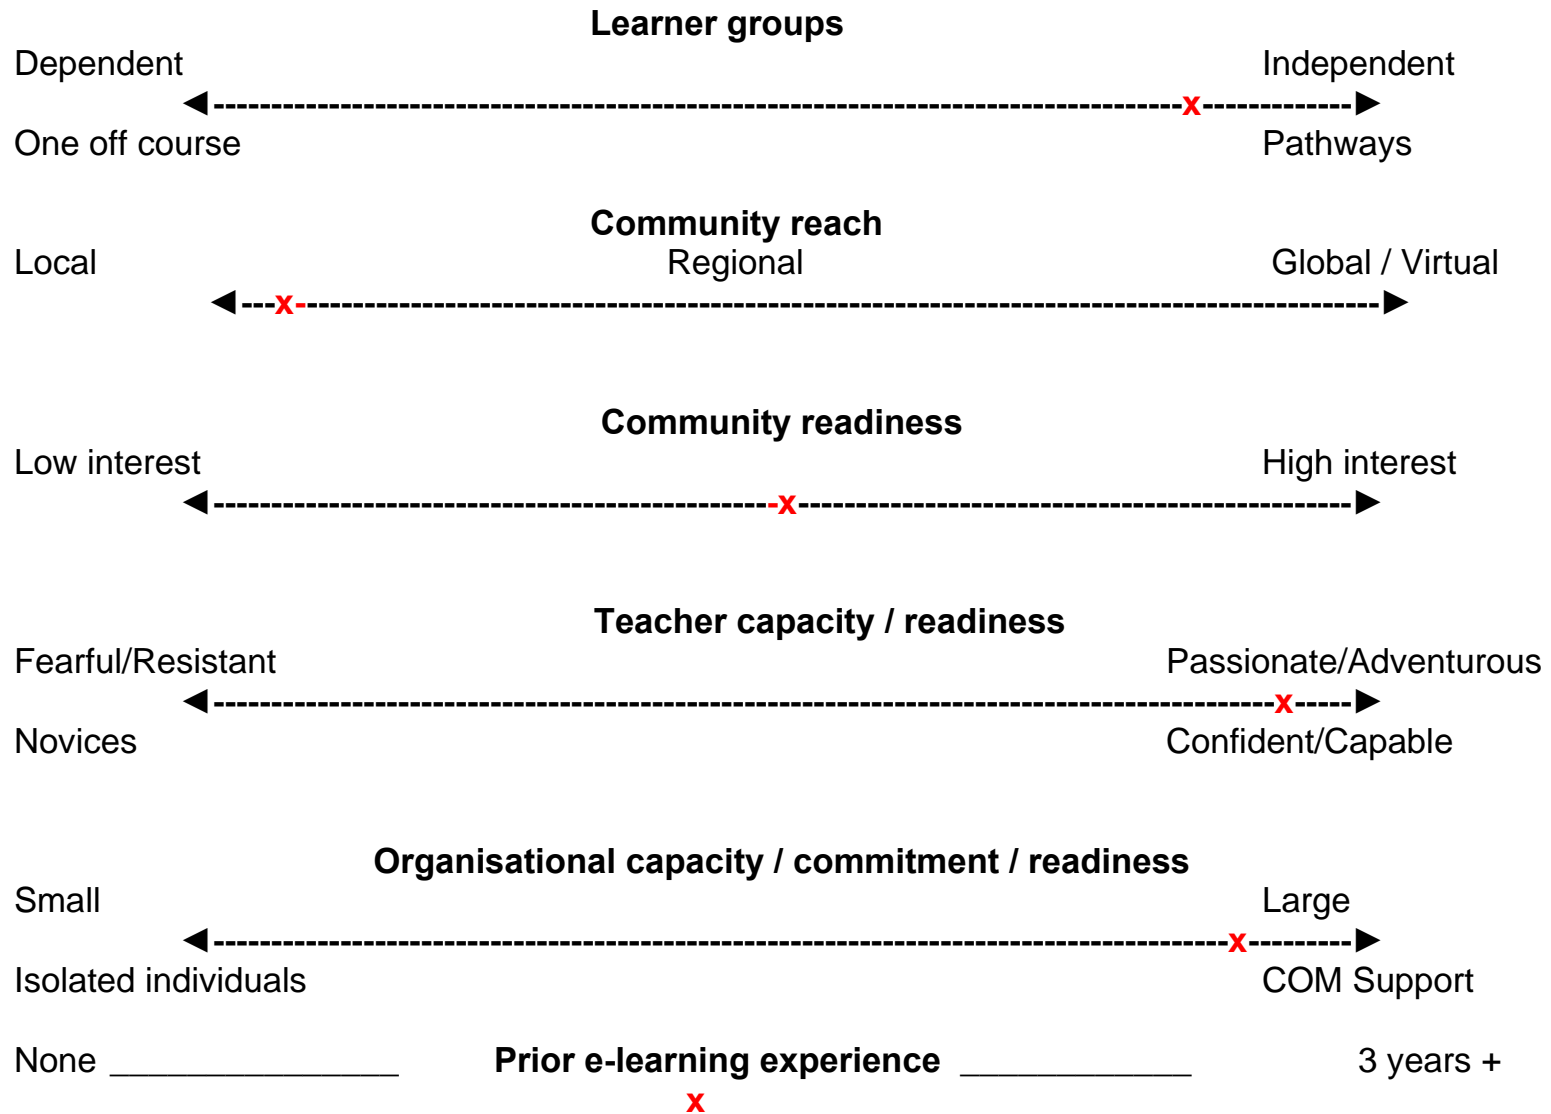 Learner groups
Dependent Independent
◄----------------------------------------------------------------------------------x-------------►
One off course Pathways
Community reach
Local Regional Global / Virtual
◄---x--------------------------------------------------------------------------------------------►
Community readiness
Low interest High interest
◄------------------------------------------------x------------------------------------------------►
Teacher capacity / readiness
Fearful/Resistant Passionate/Adventurous
◄--------------------------------------------------------------------------------------------x-----►
Novices Confident/Capable
Organisational capacity / commitment / readiness
Small Large
◄----------------------------------------------------------------------------------------x---------►
Isolated individuals COM Support
None _______________ Prior e-learning experience ____________ 3 years +
x